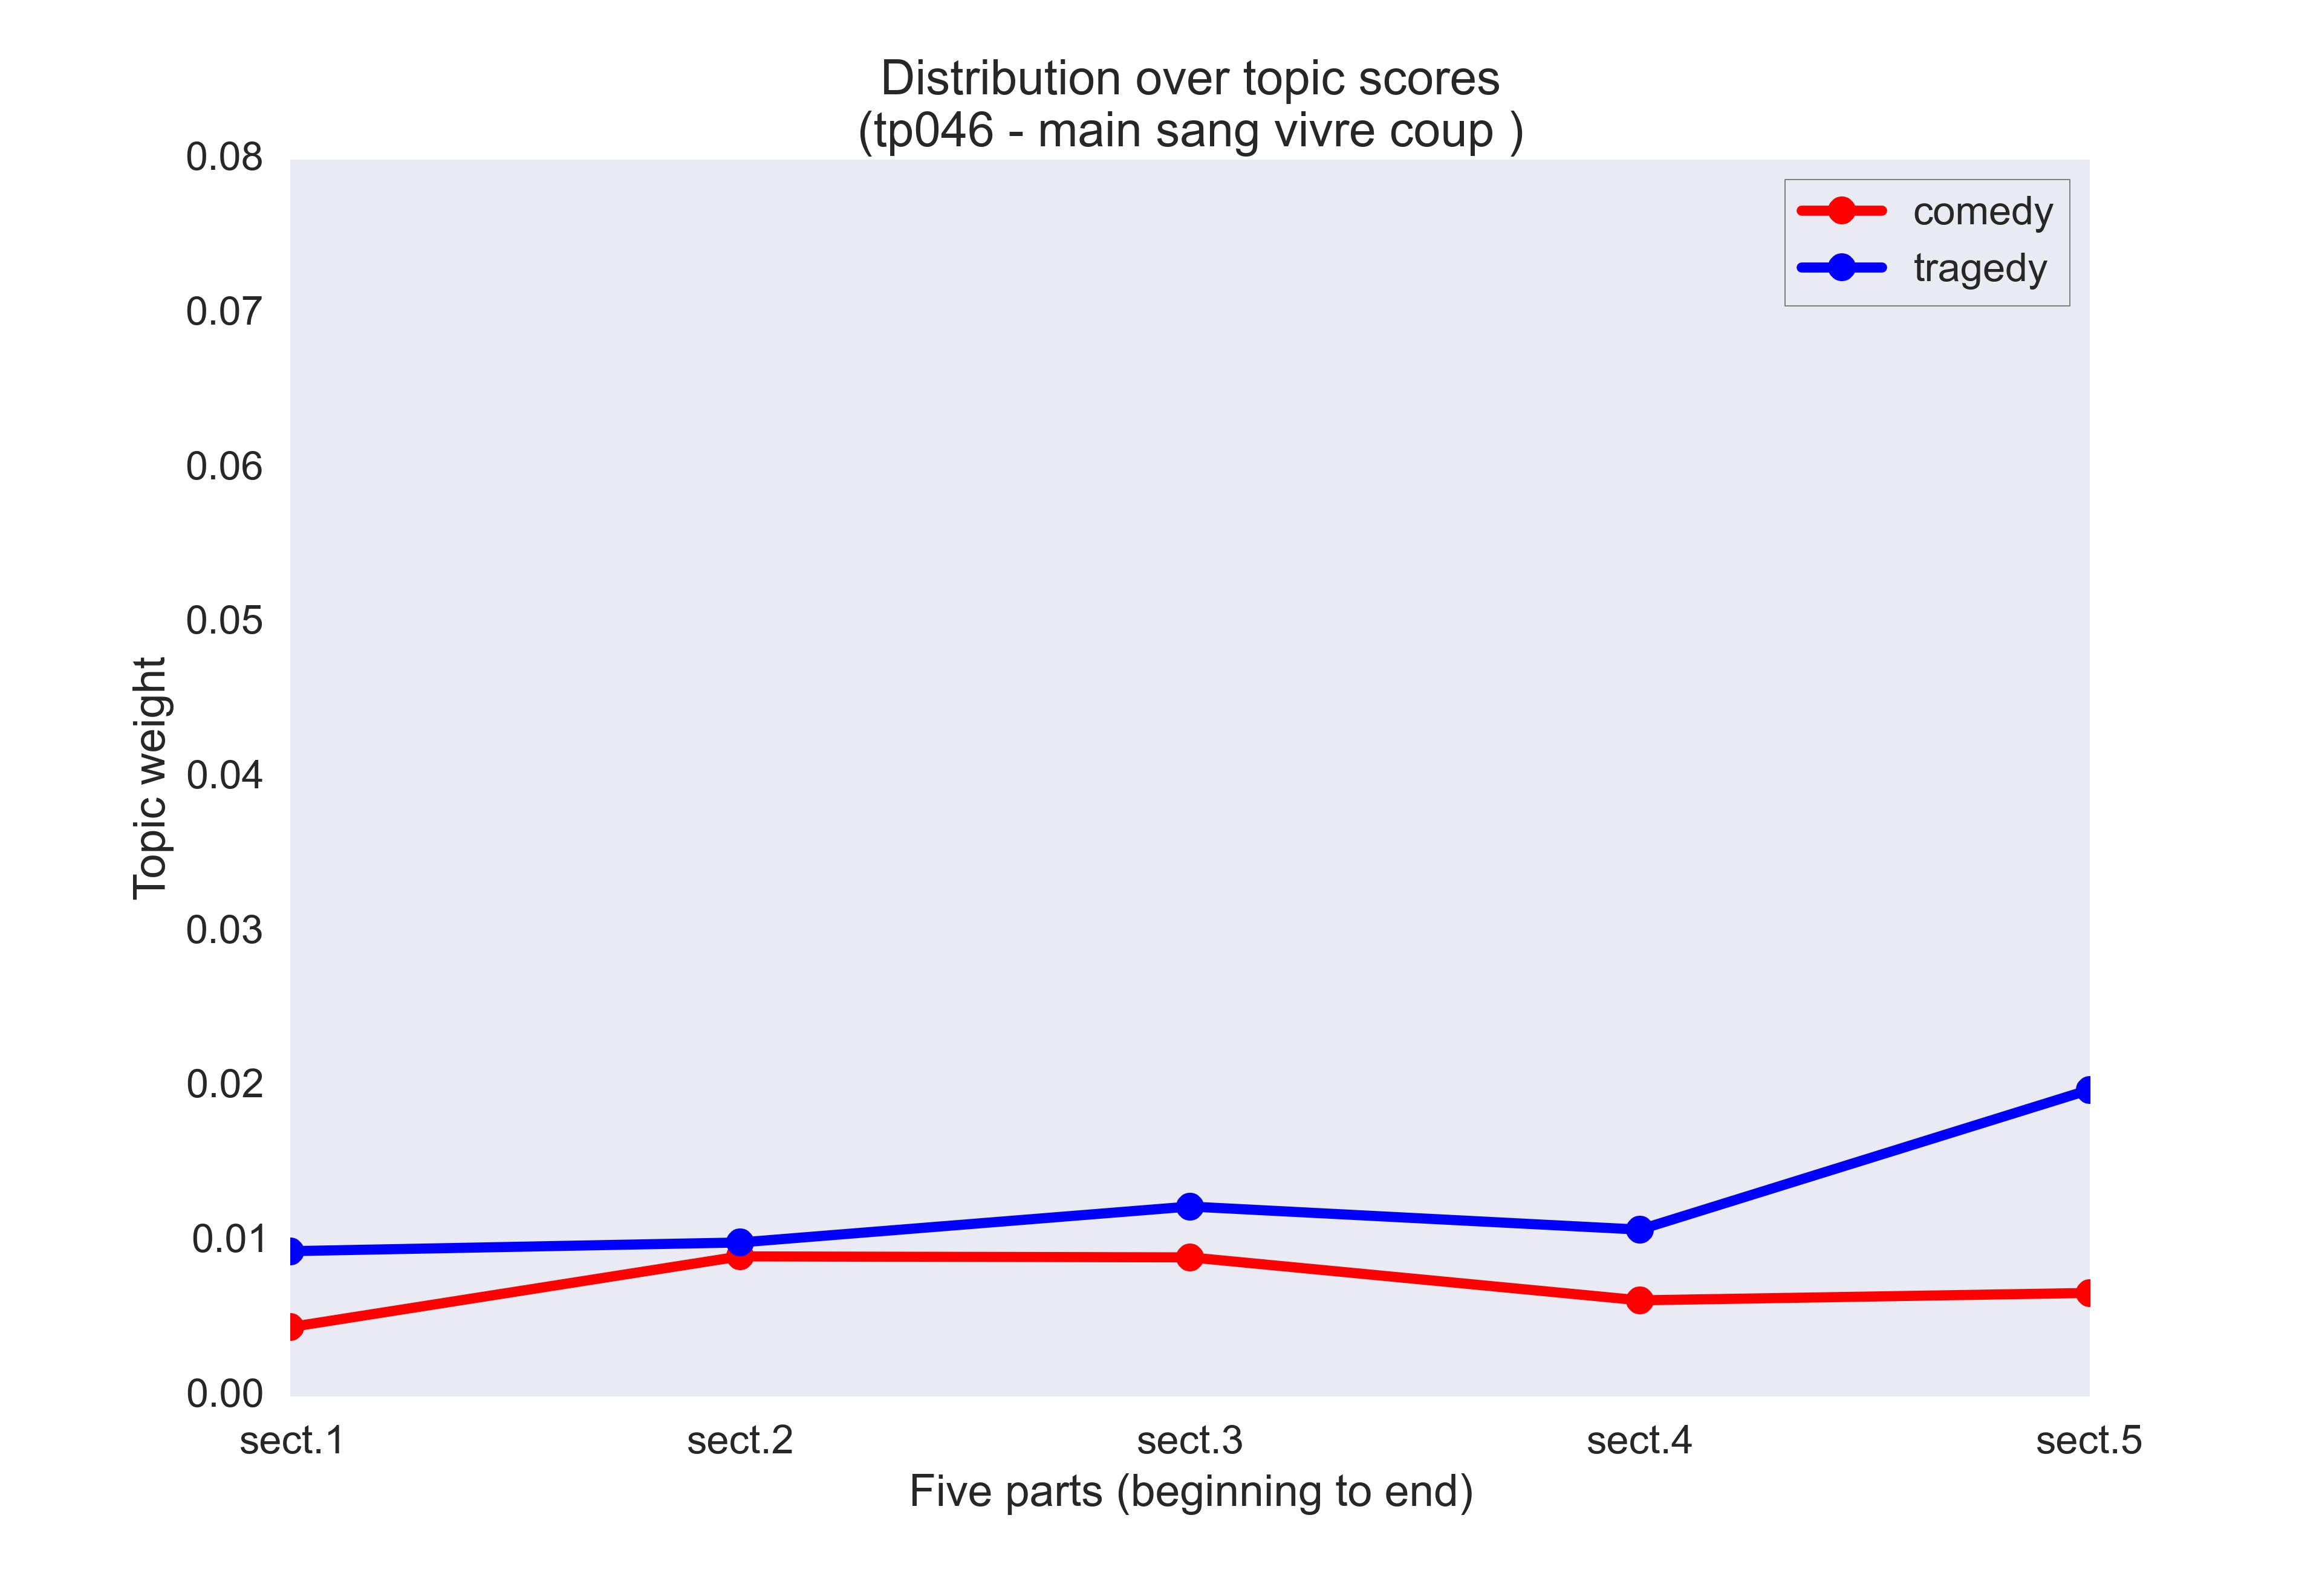 Distribution over topic scores
(tp046 - main sang vivre coup )
0.08
0.07
0.06
0.05
0.04
0.03
0.02
0.01
0.00
Topic weight
comedy
tragedy
sect.1
sect.2
sect.3
sect.4
sect.5
Five parts (beginning to end)